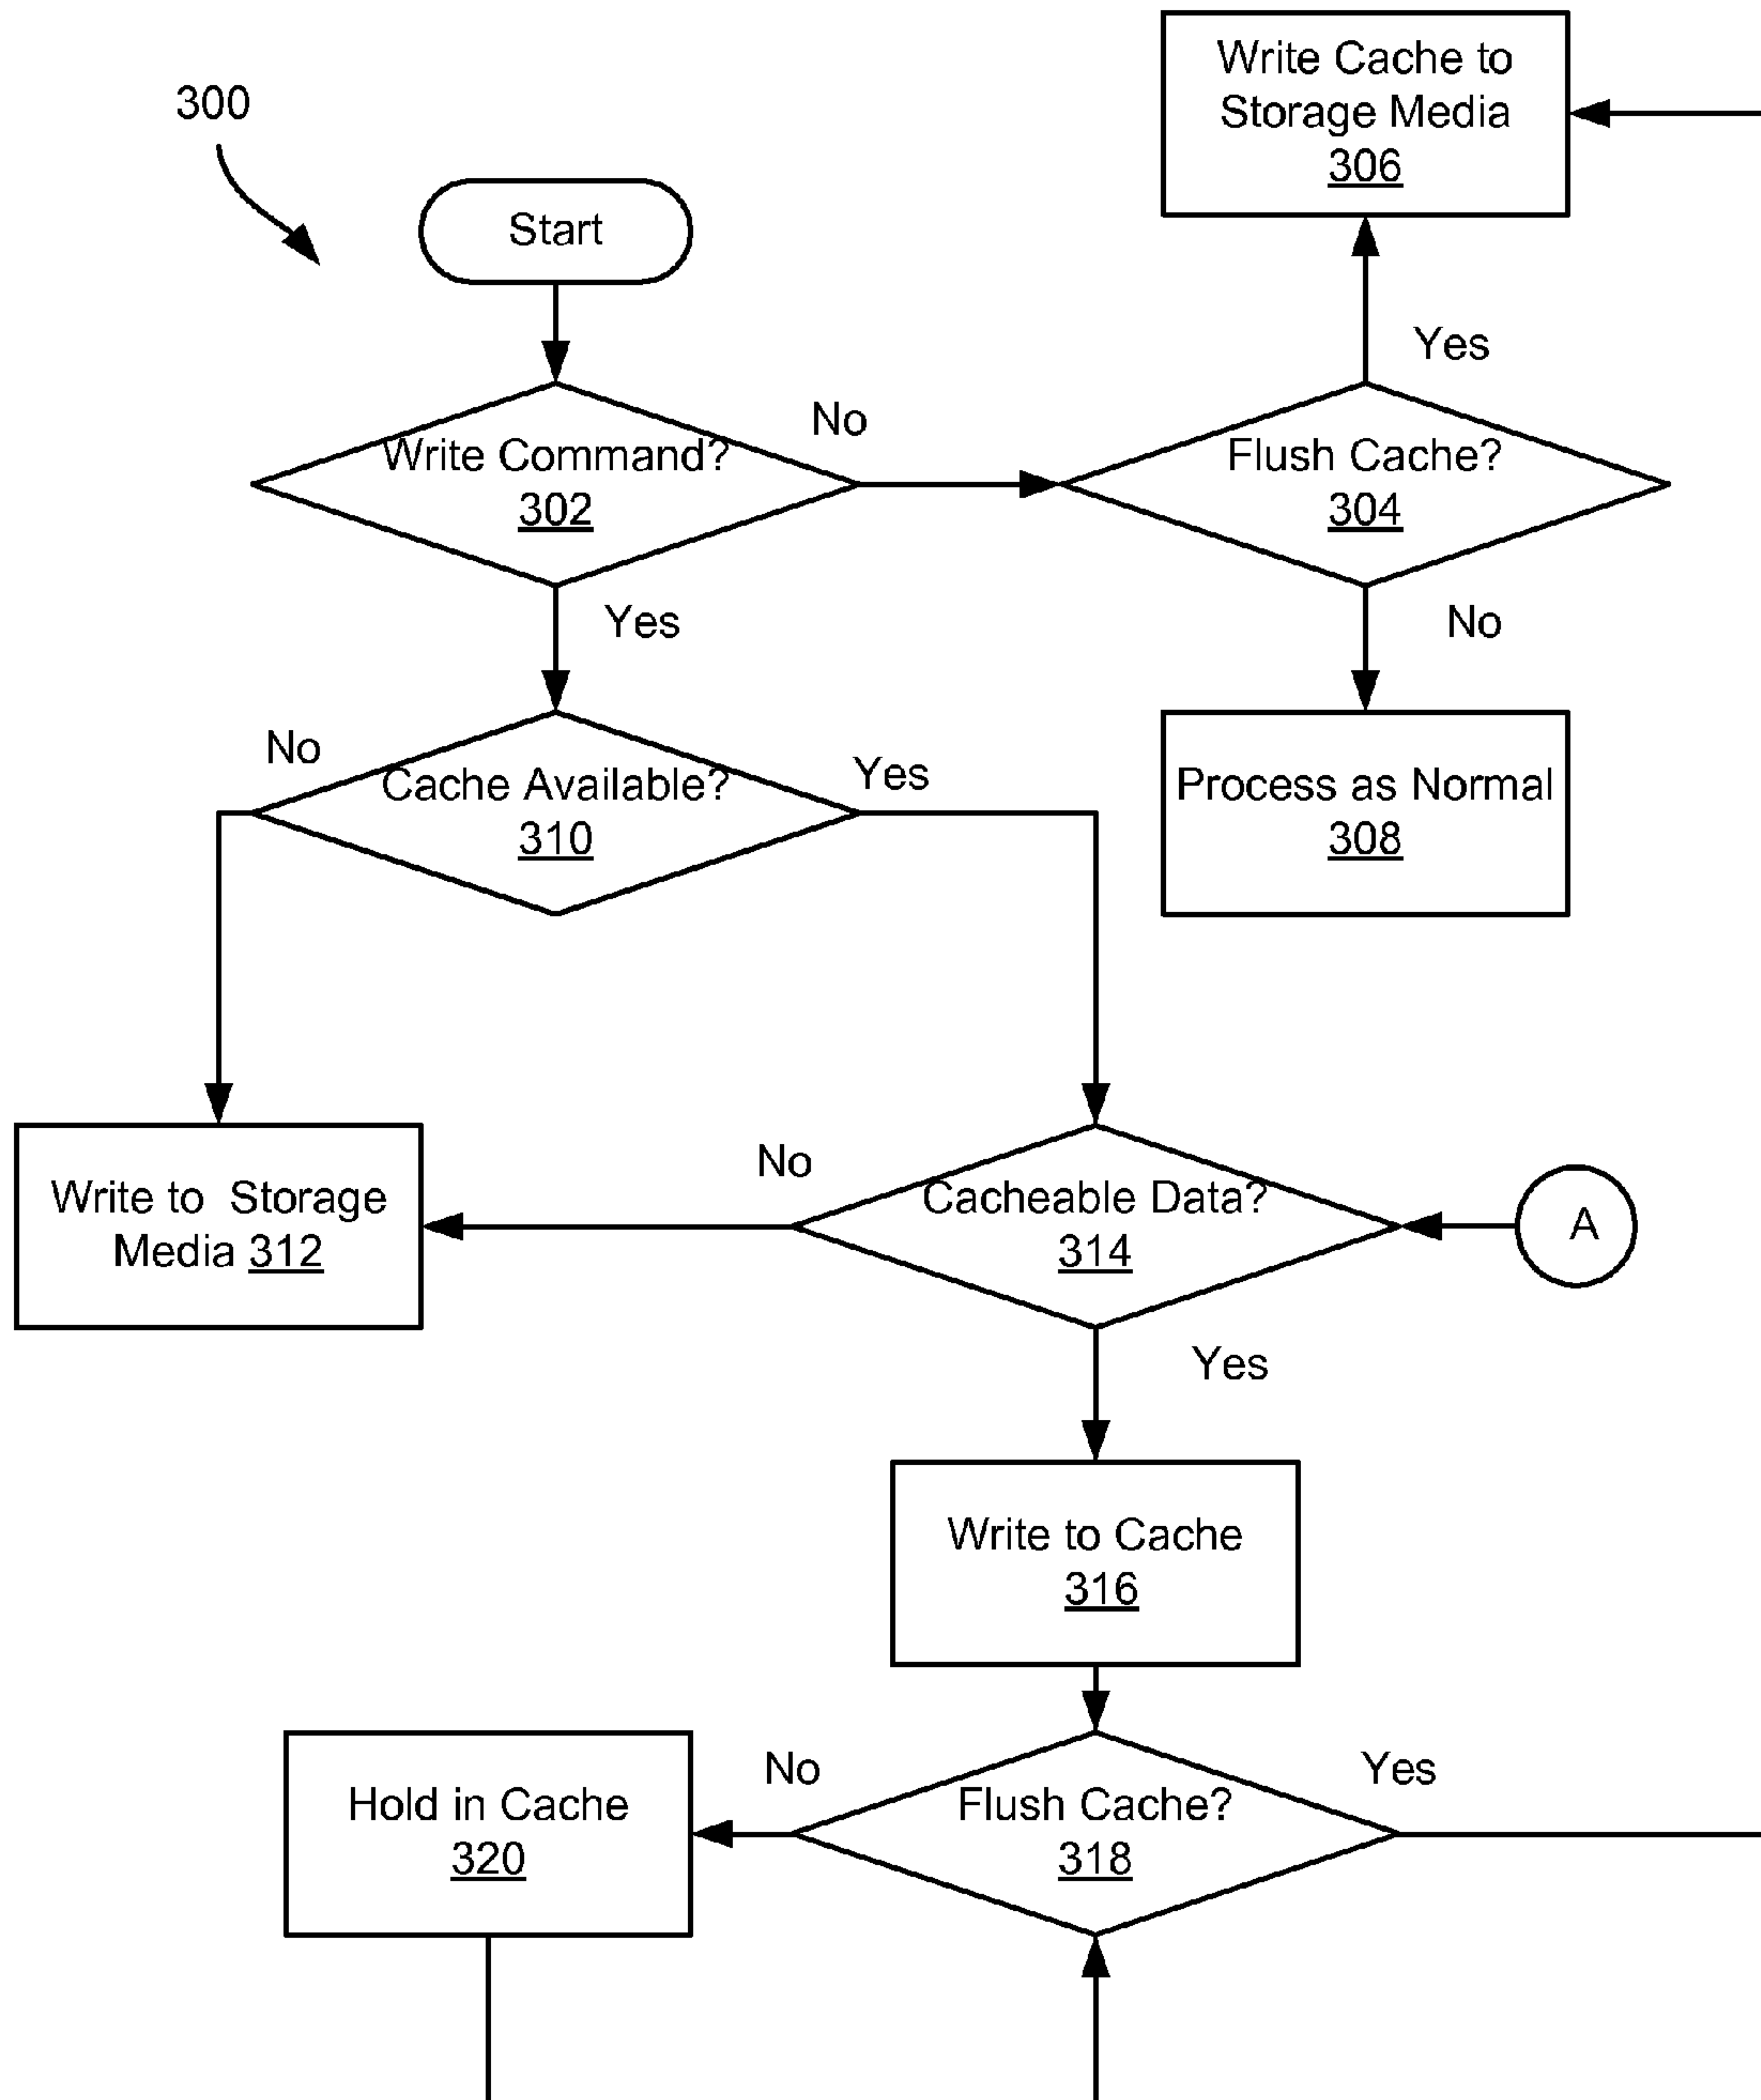 Write Cache to
Storage Media
306
300
Start
Yes
No
Write Command?
302
Flush Cache?
304
Yes
No
No
Cache Available?
310
Yes
Process as Normal
308
No
Write to Storage
Media 312
Cacheable Data?
314
A
Yes
Write to Cache
316
No
Yes
Hold in Cache
320
Flush Cache?
318